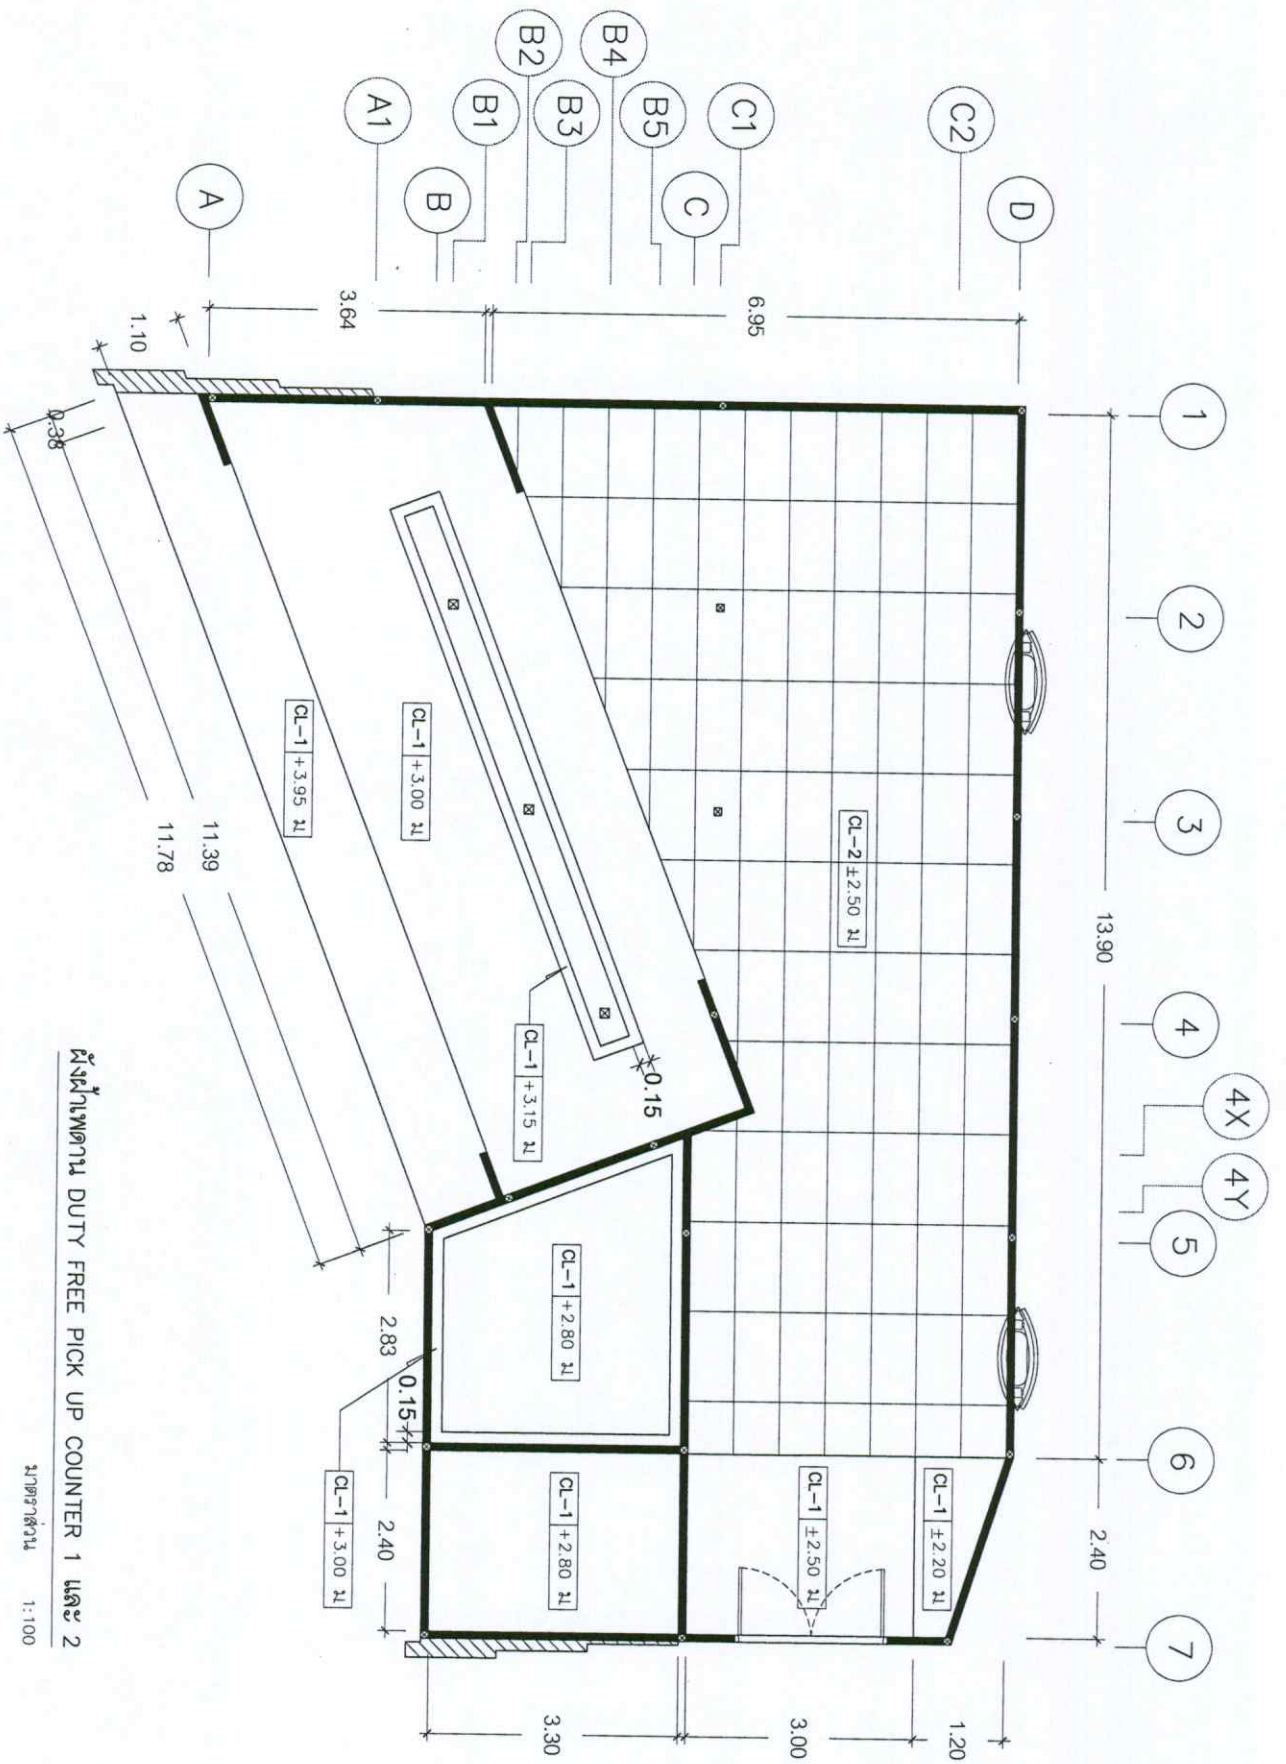 1
2
3
4
4X
4Y
5
6
7
13.90
2.40
D
C2
C1
C
B5
B4
B3
B2
B1
B
A1
A
6.95
3.64
1.10
0.38
11.39
11.78
CL-2 ±2.50 ม
CL-1 ±2.20 ม
CL-1 ±2.50 ม
CL-1 +3.00 ม
CL-1 +3.95 ม
CL-1 +3.15 ม
0.15
CL-1 +2.80 ม
CL-1 +2.80 ม
2.83
0.15
2.40
CL-1 +3.00 ม
1.20
3.00
3.30
ผังฝ้าเพดาน DUTY FREE PICK UP COUNTER 1 และ 2
มาตราส่วน 1:100